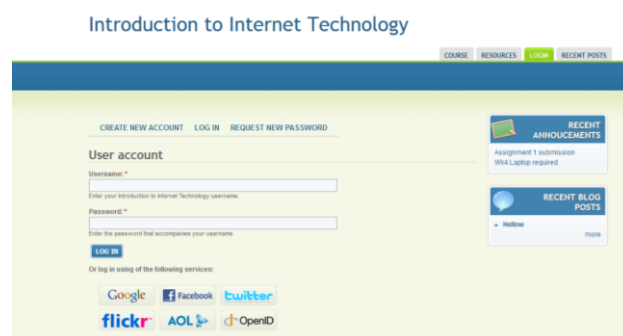 Introduction to Internet Technology
COURSE RESOURCES LOGIN RECENT POSTS
CREATE NEW ACCOUNT LOG IN REQUEST NEW PASSWORD
User account
Username: *
Enter your Introduction to Internet Technology username.
Password: *
Enter the password that accompanies your username.
LOG IN
Or log in using of the following services:
Google Facebook twitter
flickr AOL OpenID
RECENT
ANNOUCEMENTS
Assignment 1 submission
Wk4 Laptop required
RECENT BLOG
POSTS
Hellow
more